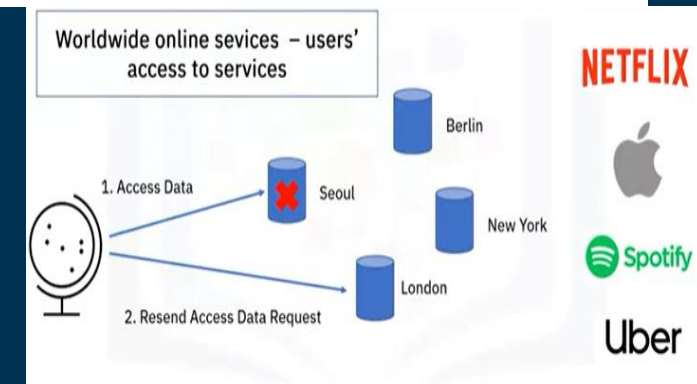 Worldwide online sevices – users'
access to services
NETFLIX
Berlin
1. Access Data
Seoul
New York
Spotify
London
2. Resend Access Data Request
Uber